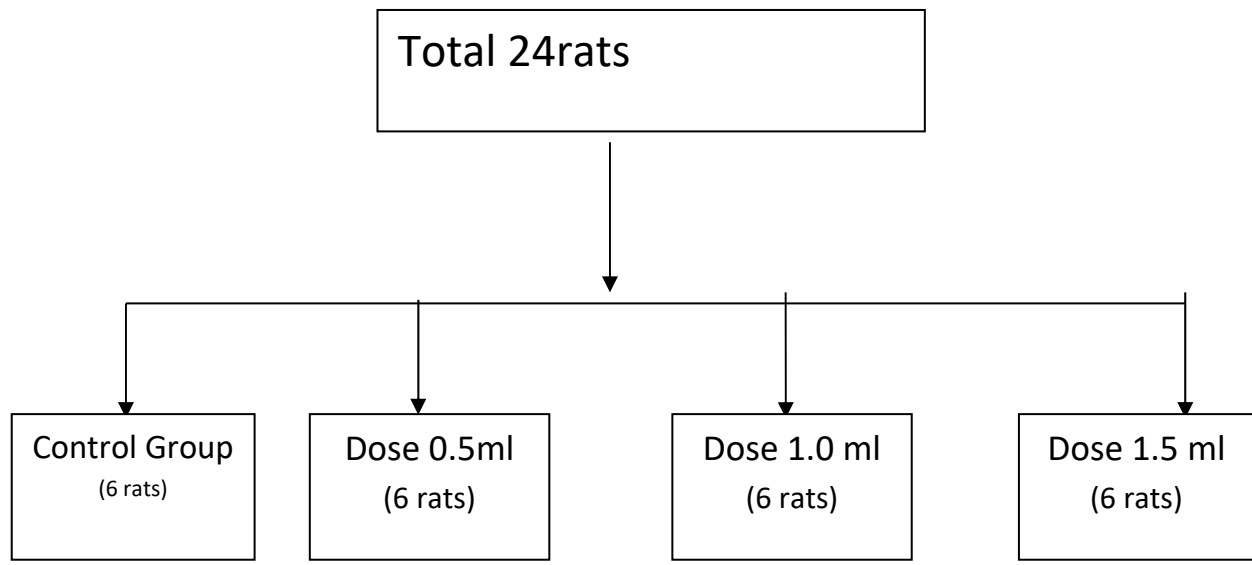 Total 24rats
Control Group
(6 rats)
Dose 0.5ml
(6 rats)
Dose 1.0 ml
(6 rats)
Dose 1.5 ml
(6 rats)